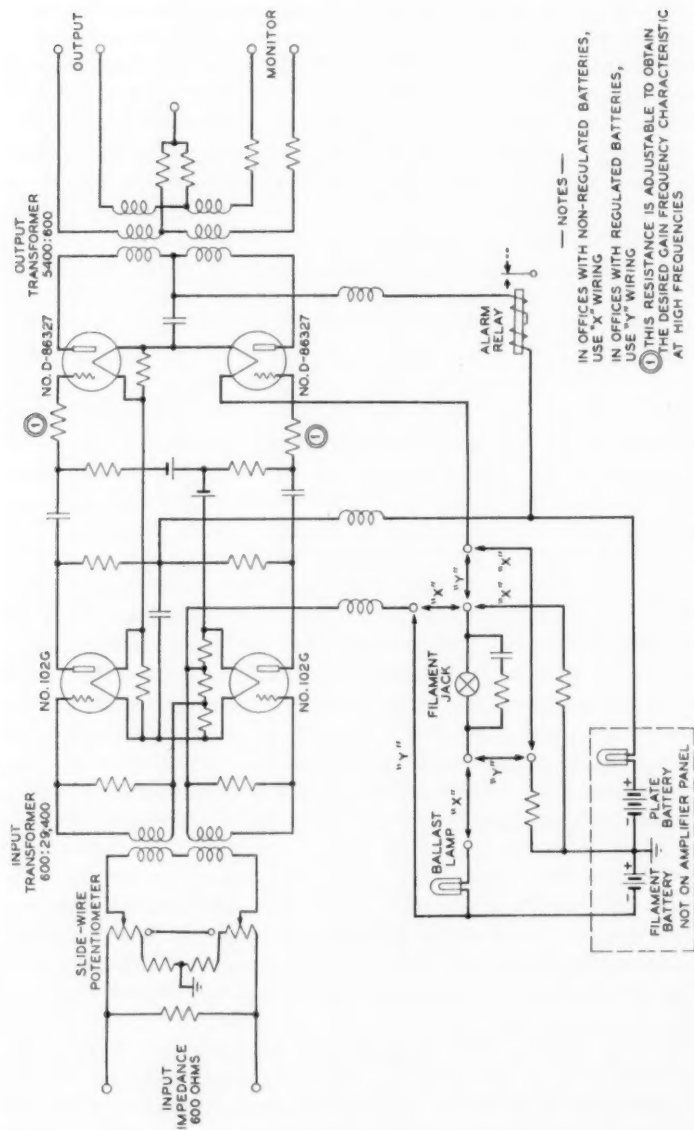 INPUT
IMPEDANCE
600 OHMS
SLIDE-WIRE
POTENTIOMETER
INPUT
TRANSFORMER
600:29,400
NO. 102G
NO. 102G
1
1
NO. D-86327
NO. D-86327
OUTPUT
TRANSFORMER
5400:600
OUTPUT
MONITOR
BALLAST
LAMP
"X"
"Y"
"Y"
FILAMENT
JACK
"X"
"Y"
"X"
"X"
ALARM
RELAY
-
+
-
+
FILAMENT
BATTERY
PLATE
BATTERY
NOT ON AMPLIFIER PANEL
— NOTES —
IN OFFICES WITH NON-REGULATED BATTERIES,
USE "X" WIRING
IN OFFICES WITH REGULATED BATTERIES,
USE "Y" WIRING
1 THIS RESISTANCE IS ADJUSTABLE TO OBTAIN
THE DESIRED GAIN FREQUENCY CHARACTERISTIC
AT HIGH FREQUENCIES